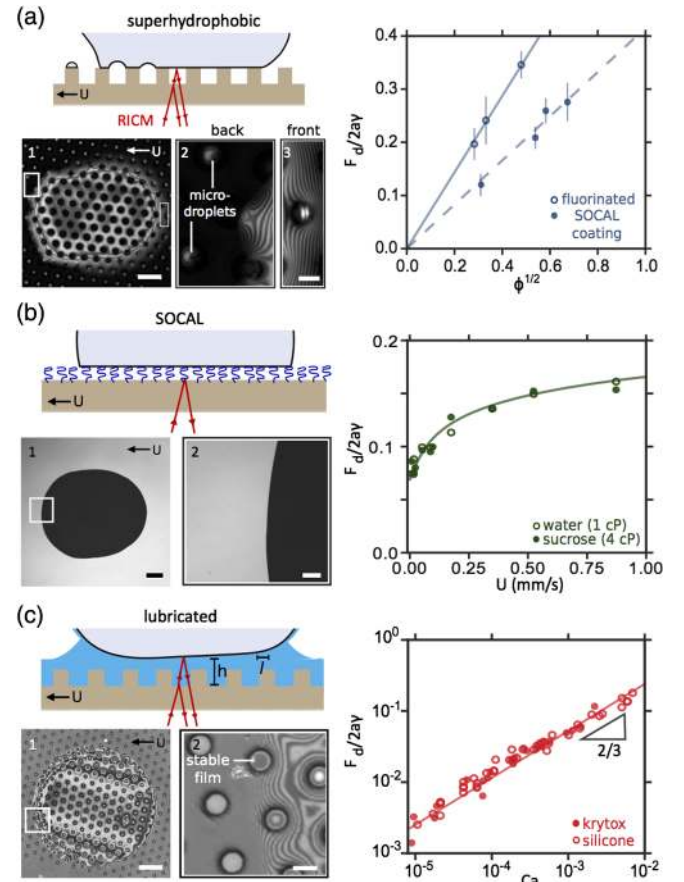 (a)
superhydrophobic
U
RICM
back
front
1
U
2
3
micro-
droplets
F_d/2aγ
0.4
0.3
0.2
0.1
0.0
fluorinated
SOCAL
coating
0.0 0.2 0.4 0.6 0.8 1.0
ϕ^1/2
(b)
SOCAL
U
1
U
2
F_d/2aγ
0.2
0.1
0.0
water (1 cP)
sucrose (4 cP)
0.00 0.25 0.50 0.75 1.00
U (mm/s)
(c)
lubricated
h
l
U
1
U
2
stable
film
F_d/2aγ
10^0
10^-1
10^-2
10^-3
2/3
krytox
silicone
10^-5 10^-4 10^-3 10^-2
Ca